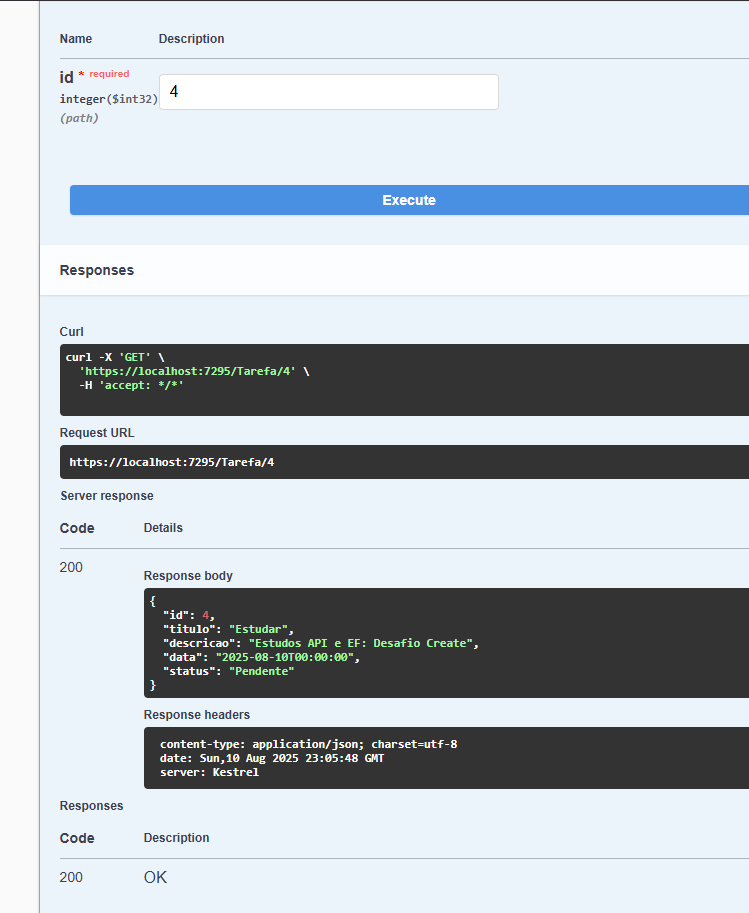 Name Description
id * required
integer($int32)
(path)
4
Execute
Responses
Curl
curl -X 'GET' \
  'https://localhost:7295/Tarefa/4' \
  -H 'accept: */*'
Request URL
https://localhost:7295/Tarefa/4
Server response
Code Details
200
Response body
{
  "id": 4,
  "titulo": "Estudar",
  "descricao": "Estudos API e EF: Desafio Create",
  "data": "2025-08-10T00:00:00",
  "status": "Pendente"
}
Response headers
content-type: application/json; charset=utf-8
date: Sun,10 Aug 2025 23:05:48 GMT
server: Kestrel
Responses
Code Description
200 OK